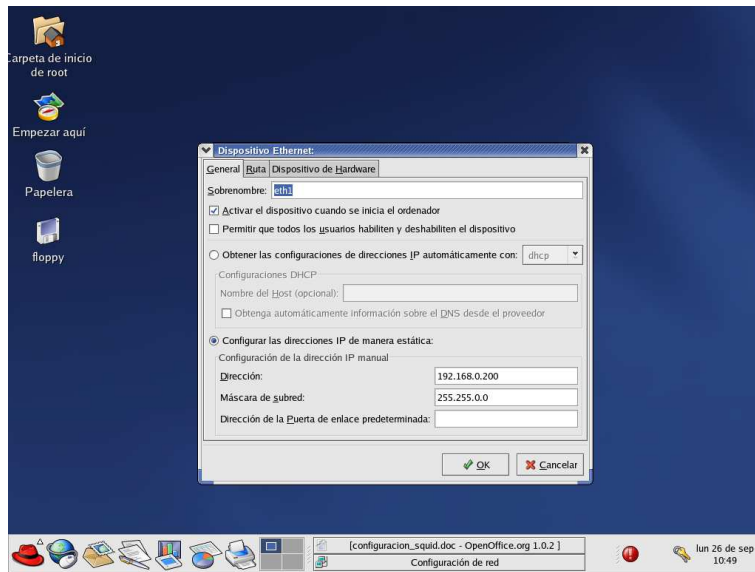 Carpeta de inicio
de root
Empezar aquí
Papelera
floppy
Dispositivo Ethernet:
General Ruta Dispositivo de Hardware
Sobrenombre: eth1
Activar el dispositivo cuando se inicia el ordenador
Permitir que todos los usuarios habiliten y deshabiliten el dispositivo
Obtener las configuraciones de direcciones IP automáticamente con: dhcp
Configuraciones DHCP
Nombre del Host (opcional):
Obtenga automáticamente información sobre el DNS desde el proveedor
Configurar las direcciones IP de manera estática:
Configuración de la dirección IP manual
Dirección: 192.168.0.200
Máscara de subred: 255.255.0.0
Dirección de la Puerta de enlace predeterminada:
OK Cancelar
[configuracion_squid.doc - OpenOffice.org 1.0.2 ]
Configuración de red
lun 26 de sep
10:49